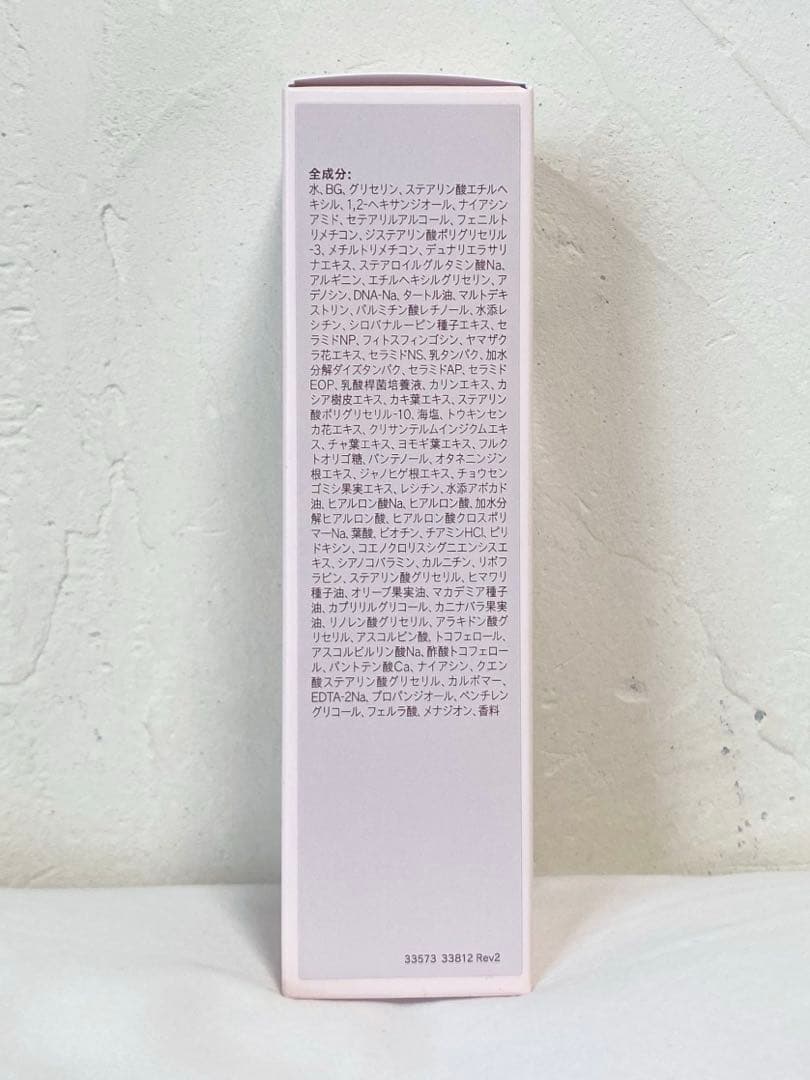 全成分:
水、BG、グリセリン、ステアリン酸エチルヘ
キシル、1,2-ヘキサンジオール、ナイアシン
アミド、セテアリルアルコール、フェニルト
リメチコン、ジステアリン酸ポリグリセリル
-3、メチルトリメチコン、デュナリエラサリ
ナエキス、ステアロイルグルタミン酸Na、
アルギニン、エチルヘキシルグリセリン、ア
デノシン、DNA-Na、タートル油、マルトデキ
ストリン、パルミチン酸レチノール、水添レ
シチン、シロバナルーピン種子エキス、セ
ラミドNP、フィトスフィンゴシン、ヤマザク
ラ花エキス、セラミドNS、乳タンパク、加水
分解ダイズタンパク、セラミドAP、セラミド
EOP、乳酸桿菌培養液、カリンエキス、カ
シア樹皮エキス、カキ葉エキス、ステアリン
酸ポリグリセリル-10、海塩、トウキンセン
カ花エキス、クリサンテルムインジクムエキ
ス、チャ葉エキス、ヨモギ葉エキス、フルク
トオリゴ糖、パンテノール、オタネニンジン
根エキス、ジャノヒゲ根エキス、チョウセン
ゴミシ果実エキス、レシチン、水添アボカド
油、ヒアルロン酸Na、ヒアルロン酸、加水分
解ヒアルロン酸、ヒアルロン酸クロスポリ
マーNa、葉酸、ビオチン、チアミンHCl、ピリ
ドキシン、コエノクロリスシグニエンシスエ
キス、シアノコバラミン、カルニチン、リボフ
ラビン、ステアリン酸グリセリル、ヒマワリ
種子油、オリーブ果実油、マカデミア種子
油、カプリリルグリコール、カニナバラ果実
油、リノレン酸グリセリル、アラキドン酸グ
リセリル、アスコルビン酸、トコフェロール、
アスコルビルリン酸Na、酢酸トコフェロー
ル、パントテン酸Ca、ナイアシン、クエン
酸ステアリン酸グリセリル、カルボマー、
EDTA-2Na、プロパンジオール、ペンチレン
グリコール、フェルラ酸、メナジオン、香料
33573 33812 Rev2